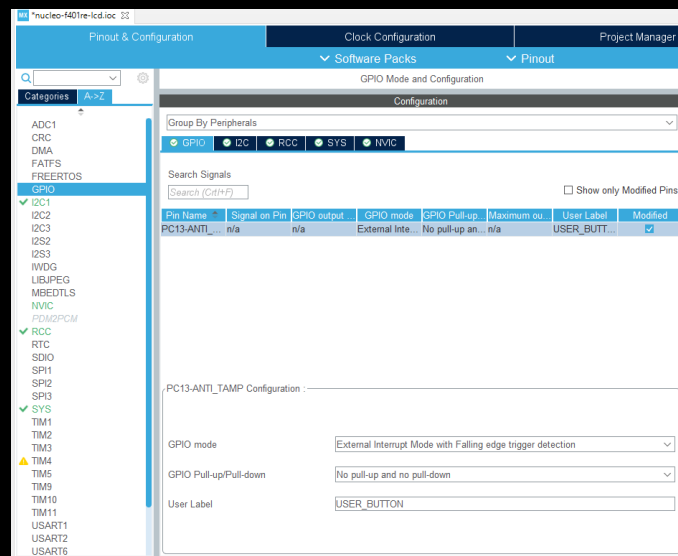 MX *nucleo-f401re-lcd.ioc
Pinout & Configuration
Clock Configuration
Project Manager
Software Packs
Pinout
GPIO Mode and Configuration
Categories
A->Z
ADC1
CRC
DMA
FATFS
FREERTOS
GPIO
I2C1
I2C2
I2C3
I2S2
I2S3
IWDG
LIBJPEG
MBEDTLS
NVIC
PDM2PCM
RCC
RTC
SDIO
SPI1
SPI2
SPI3
SYS
TIM1
TIM2
TIM3
TIM4
TIM5
TIM9
TIM10
TIM11
USART1
USART2
USART6
Configuration
Group By Peripherals
GPIO I2C RCC SYS NVIC
Search Signals
Search (Crtl+F)
Show only Modified Pins
Pin Name Signal on Pin GPIO output ... GPIO mode GPIO Pull-up... Maximum ou... User Label Modified
PC13-ANTI_... n/a n/a External Inte... No pull-up an... n/a USER_BUTT...
PC13-ANTI_TAMP Configuration :
GPIO mode External Interrupt Mode with Falling edge trigger detection
GPIO Pull-up/Pull-down No pull-up and no pull-down
User Label USER_BUTTON